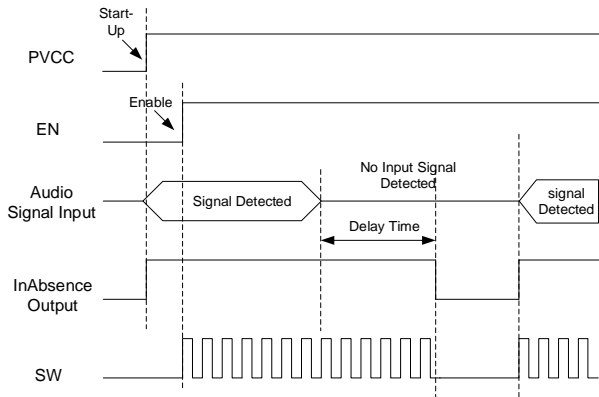 Start-
Up
PVCC
Enable
EN
No Input Signal
Detected
Audio
Signal Input
Signal Detected
signal
Detected
Delay Time
InAbsence
Output
SW